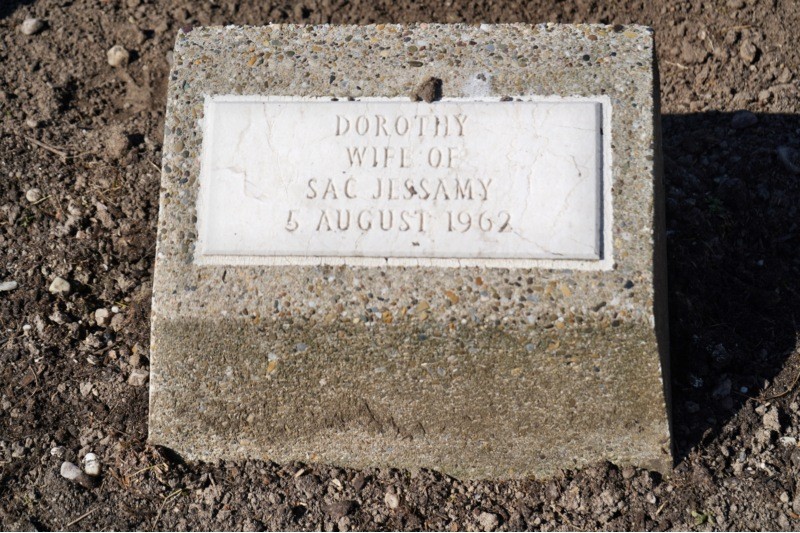 DOROTHY
WIFE OF
SAC JESSAMY
5 AUGUST 1962